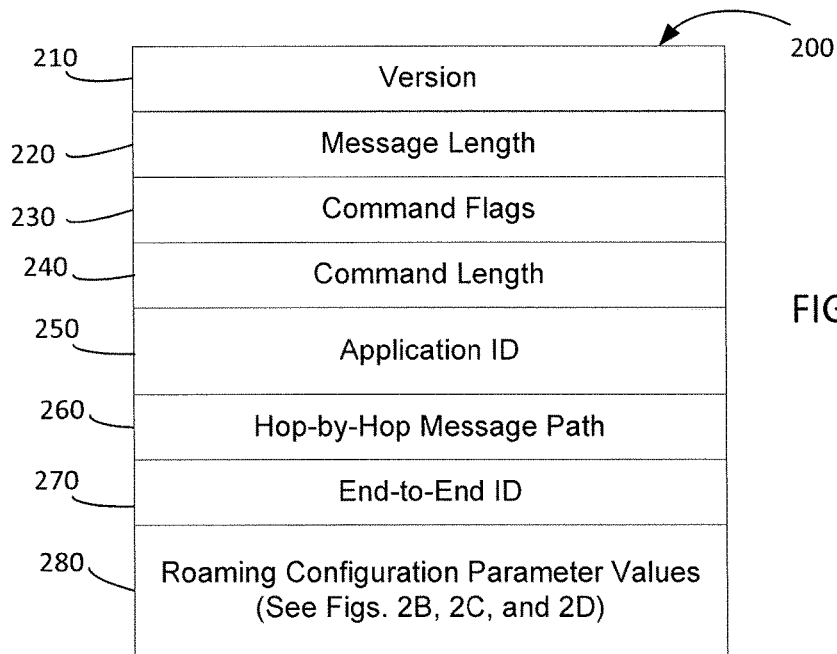 200
210
Version
220
Message Length
230
Command Flags
240
Command Length
250
Application ID
FIG
260
Hop-by-Hop Message Path
270
End-to-End ID
280
Roaming Configuration Parameter Values
(See Figs. 2B, 2C, and 2D)